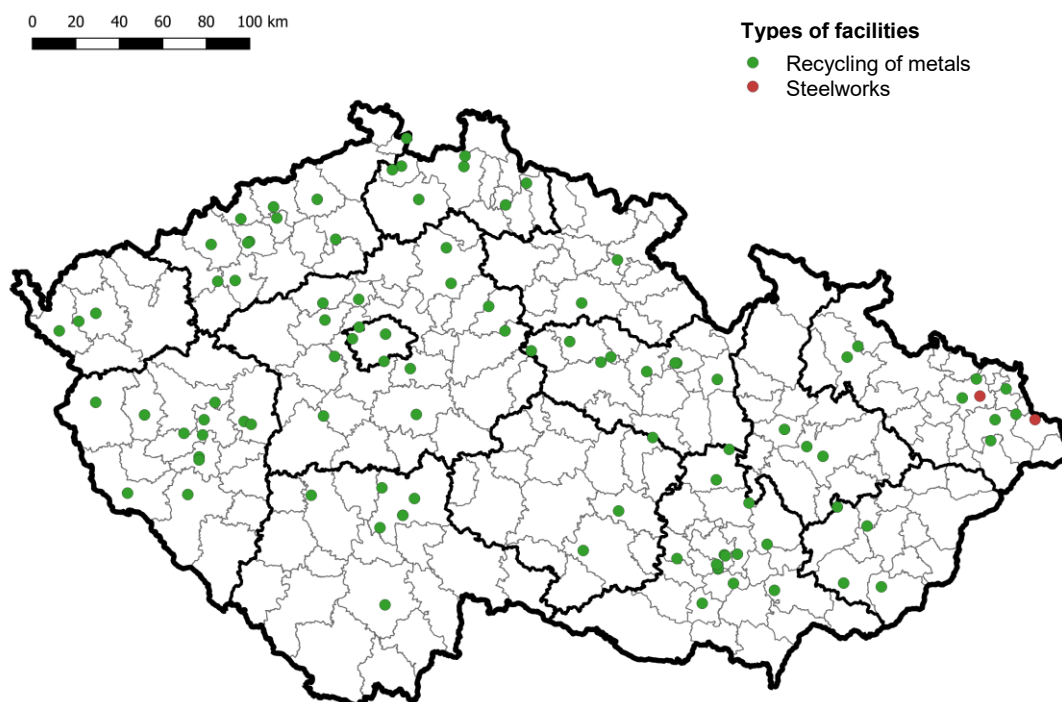 0 20 40 60 80 100 km
Types of facilities
Recycling of metals
Steelworks